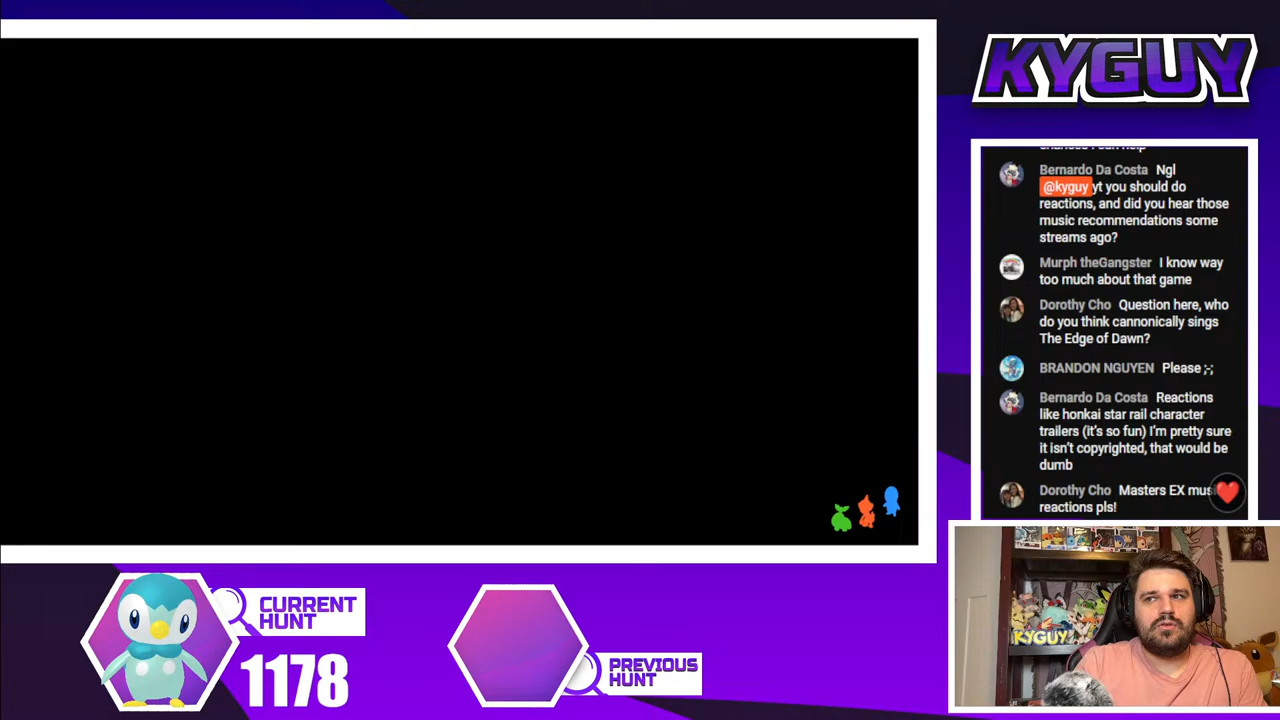 KYGUY
Bernardo Da Costa Ngl
@kyguy yt you should do
reactions, and did you hear those
music recommendations some
streams ago?
Murph theGangster I know way
too much about that game
Dorothy Cho Question here, who
do you think cannonically sings
The Edge of Dawn?
BRANDON NGUYEN Please
Bernardo Da Costa Reactions
like honkai star rail character
trailers (it's so fun) I'm pretty sure
it isn't copyrighted, that would be
dumb
Dorothy Cho Masters EX
reactions pls!
KYGUY
CURRENT
HUNT
1178
PREVIOUS
HUNT